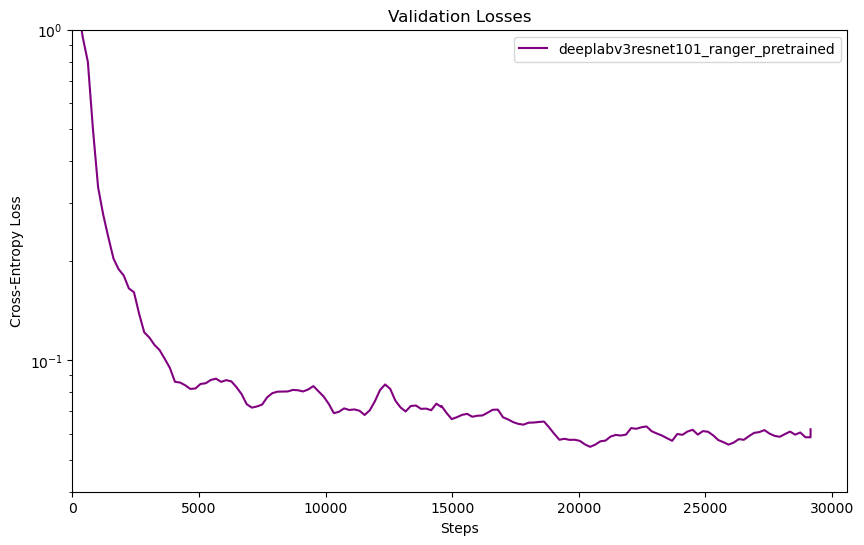 Validation Losses
deeplabv3resnet101_ranger_pretrained
Cross-Entropy Loss
10^0
10^-1
0 5000 10000 15000 20000 25000 30000
Steps